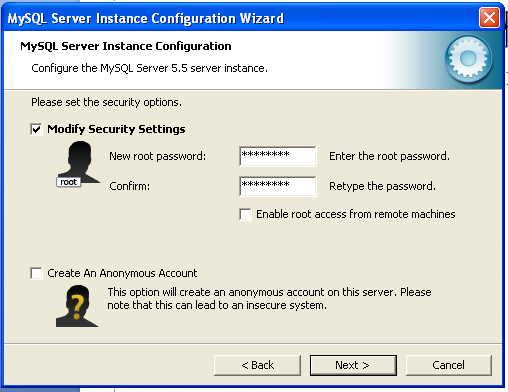 MySQL Server Instance Configuration Wizard
MySQL Server Instance Configuration
Configure the MySQL Server 5.5 server instance.
Please set the security options.
Modify Security Settings
New root password: ******** Enter the root password.
root
Confirm: ******** Retype the password.
Enable root access from remote machines
Create An Anonymous Account
This option will create an anonymous account on this server. Please
note that this can lead to an insecure system.
< Back Next > Cancel